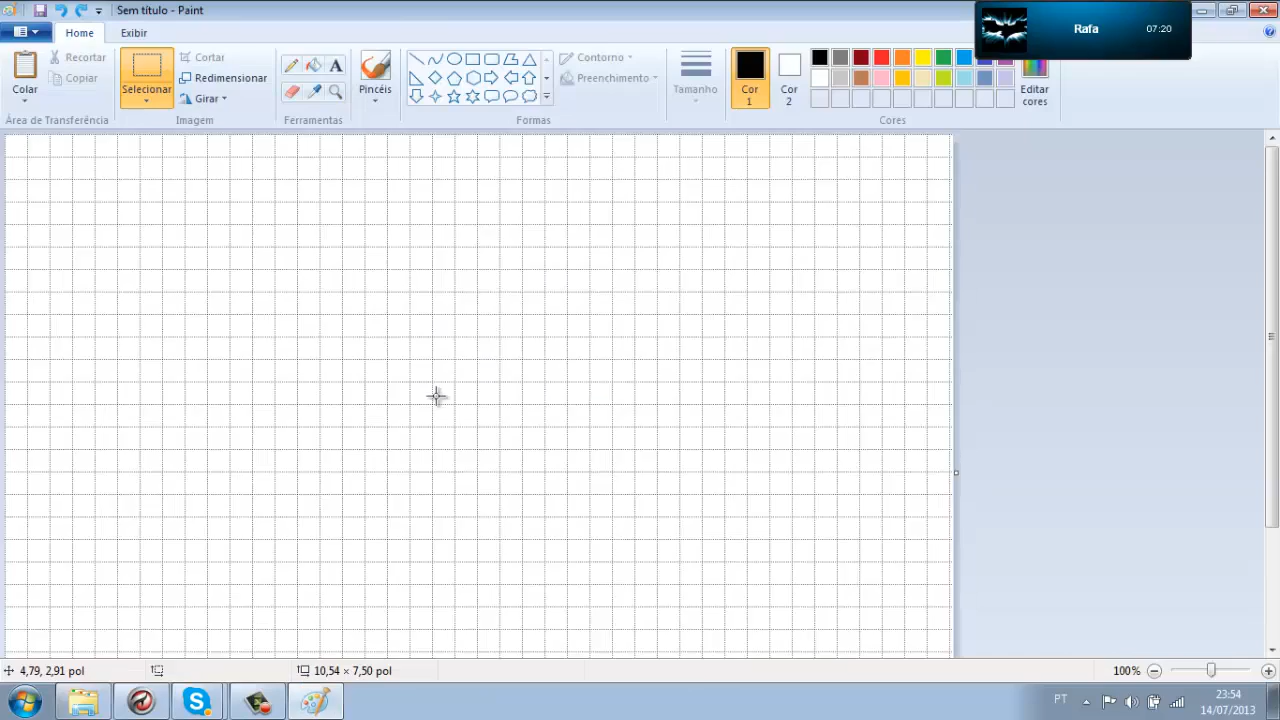 Sem título - Paint
Rafa 07:20
Home Exibir
Colar
Recortar
Copiar
Área de Transferência
Selecionar
Cortar
Redimensionar
Girar
Imagem
A
Ferramentas
Pincéis
Contorno
Preenchimento
Formas
Tamanho
Cor
1
Cor
2
Editar
cores
Cores
4,79, 2,91 pol
10,54 × 7,50 pol
100%
PT
23:54
14/07/2013